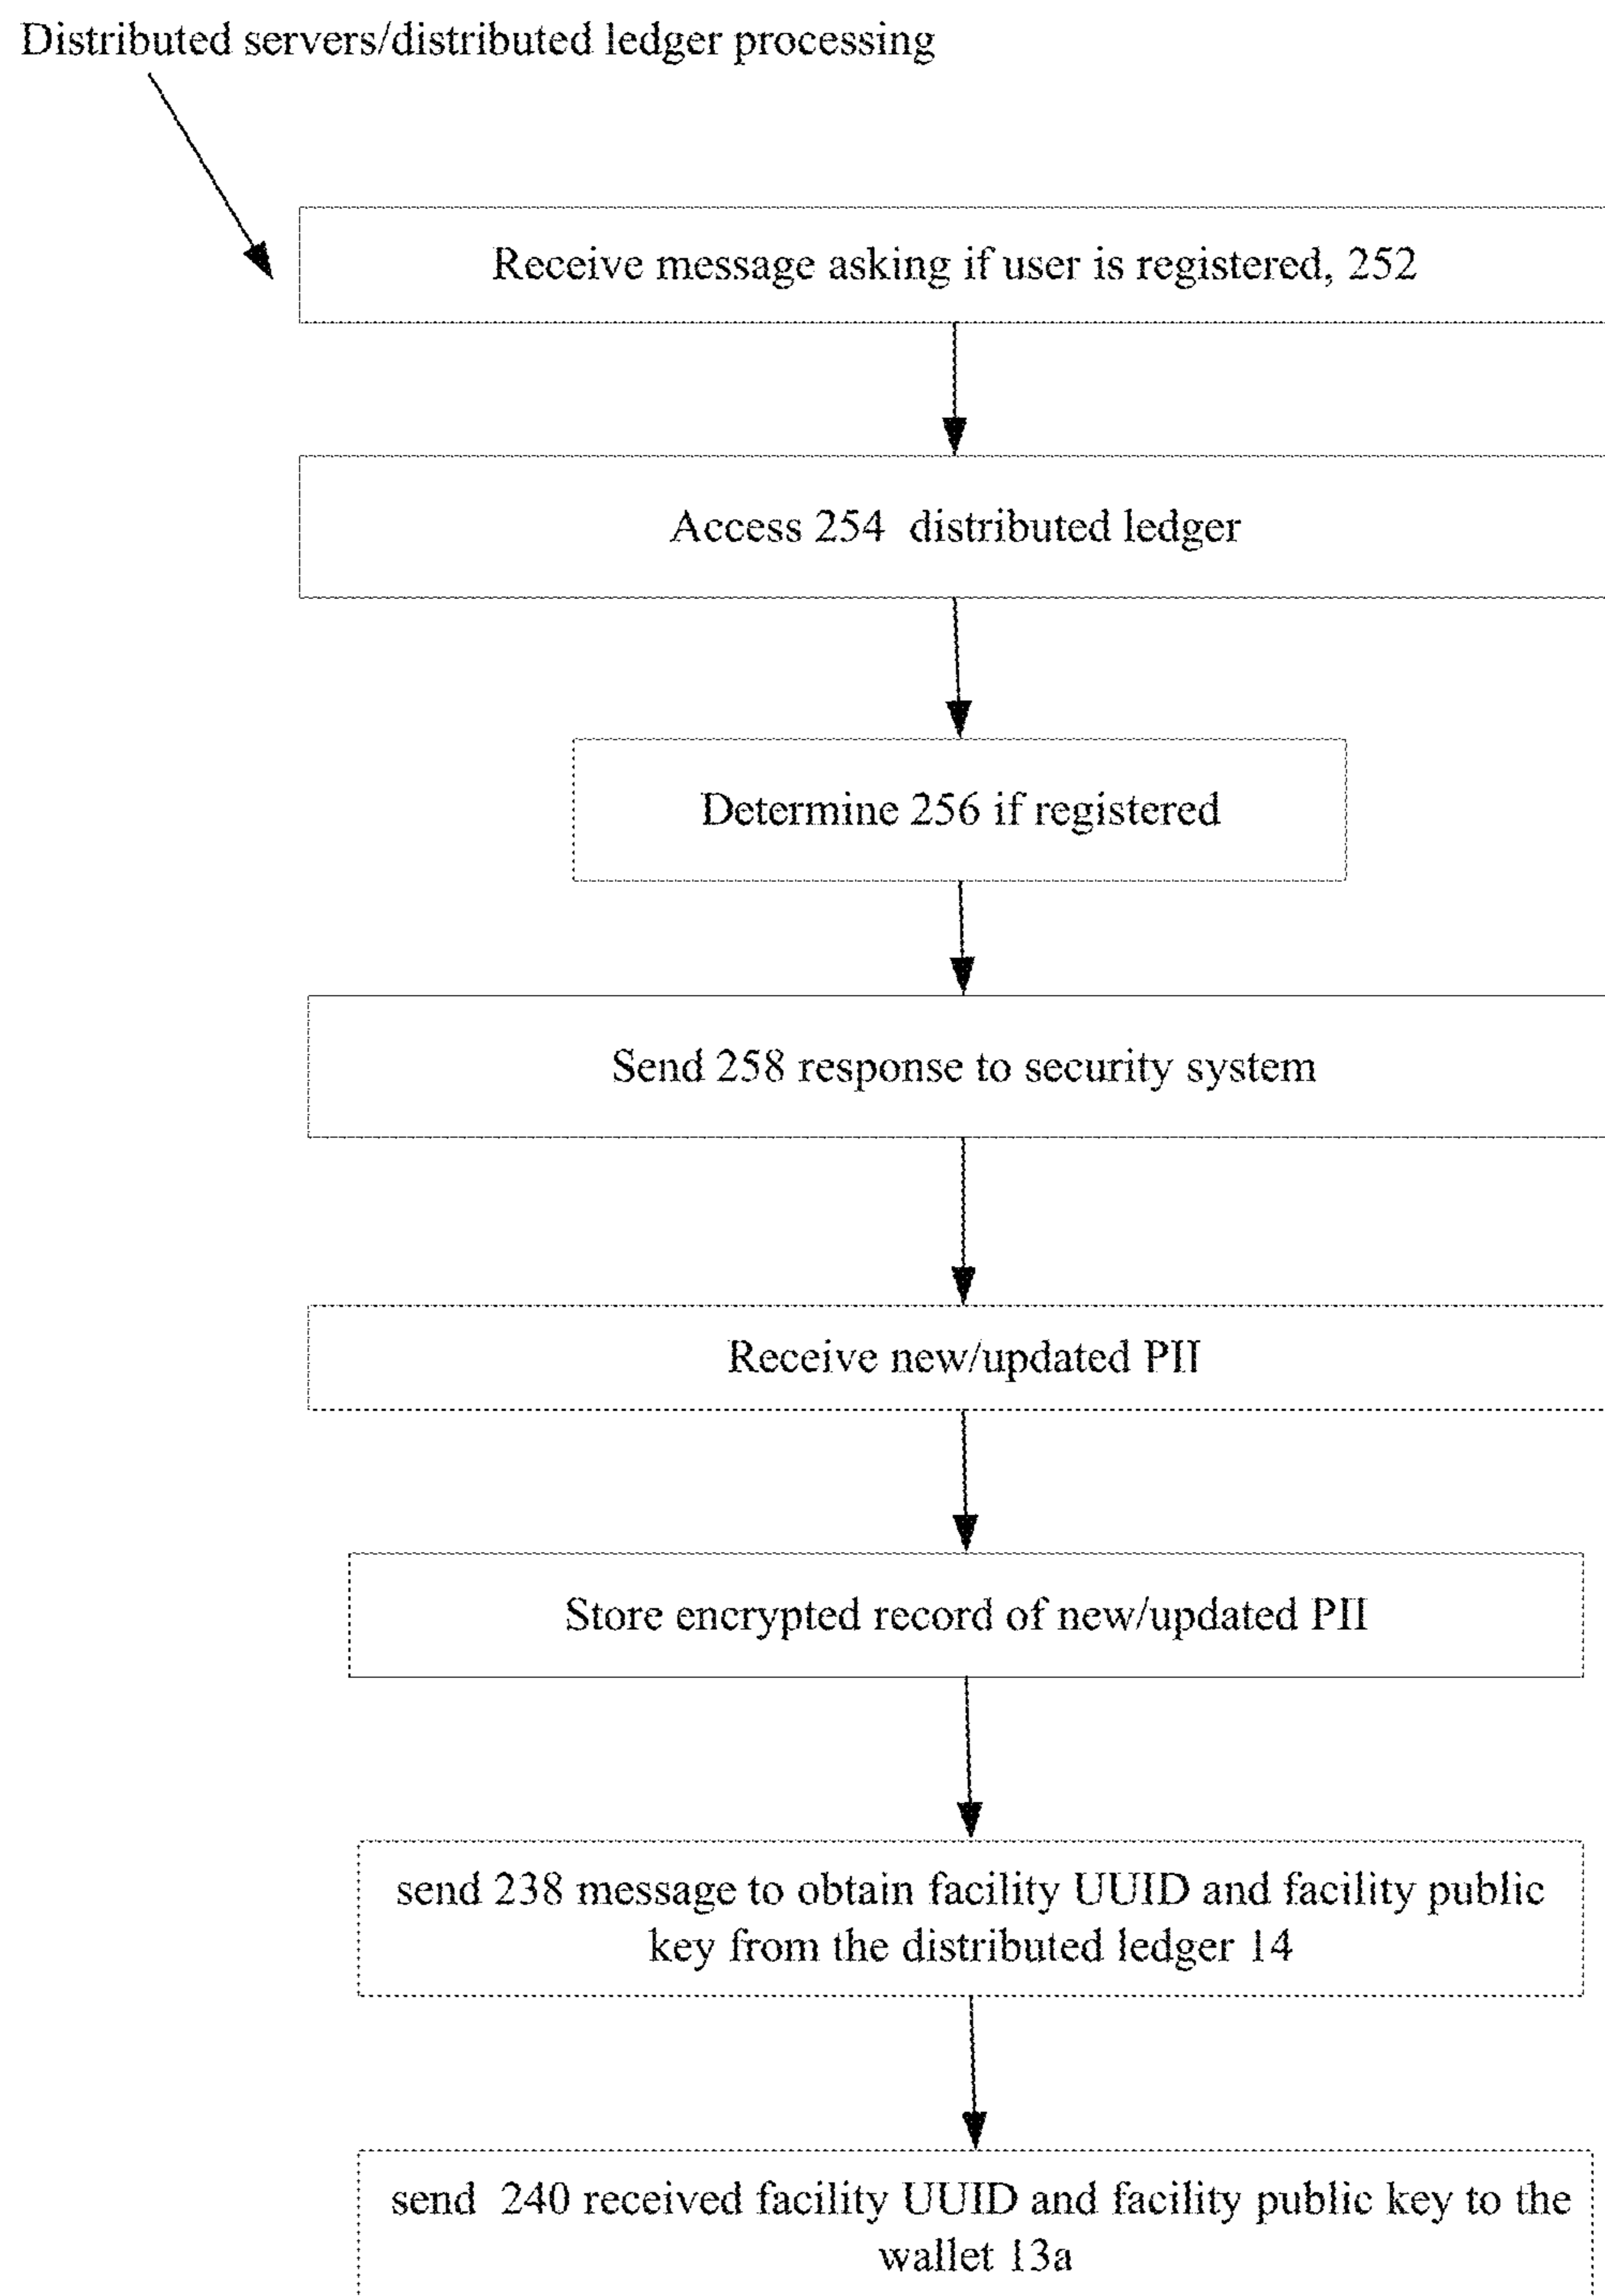 Distributed servers/distributed ledger processing
Receive message asking if user is registered, 252
Access 254 distributed ledger
Determine 256 if registered
Send 258 response to security system
Receive new/updated PII
Store encrypted record of new/updated PII
send 238 message to obtain facility UUID and facility public
key from the distributed ledger 14
send 240 received facility UUID and facility public key to the
wallet 13a